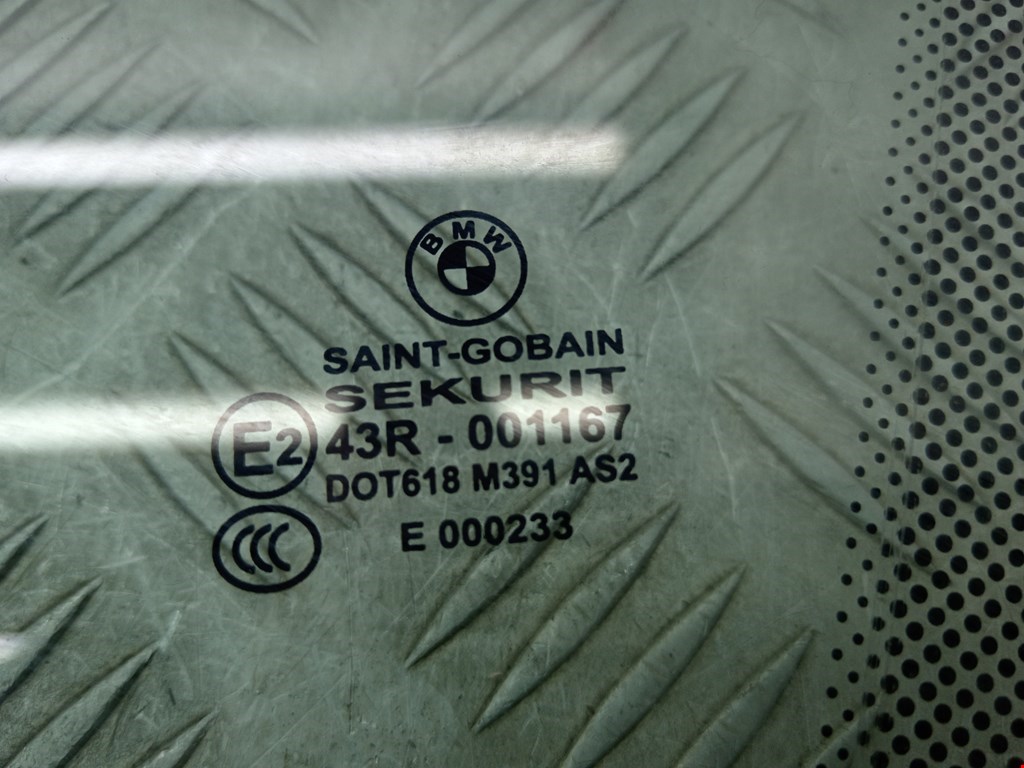 BMW
SAINT-GOBAIN
SEKURIT
E2 43R - 001167
DOT618 M391 AS2
CCC E 000233